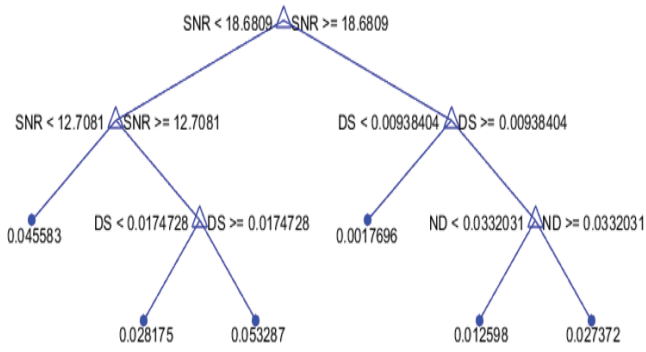 SNR < 18.6809 SNR >= 18.6809
SNR < 12.7081 SNR >= 12.7081 DS < 0.00938404 DS >= 0.00938404
0.045583 DS < 0.0174728 DS >= 0.0174728 0.0017696 ND < 0.0332031 ND >= 0.0332031
0.028175 0.053287 0.012598 0.027372